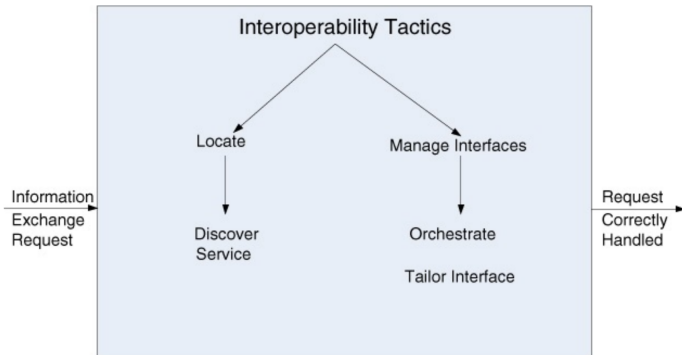 Interoperability Tactics
Locate
Manage Interfaces
Information
Exchange
Request
Discover
Service
Orchestrate
Tailor Interface
Request
Correctly
Handled